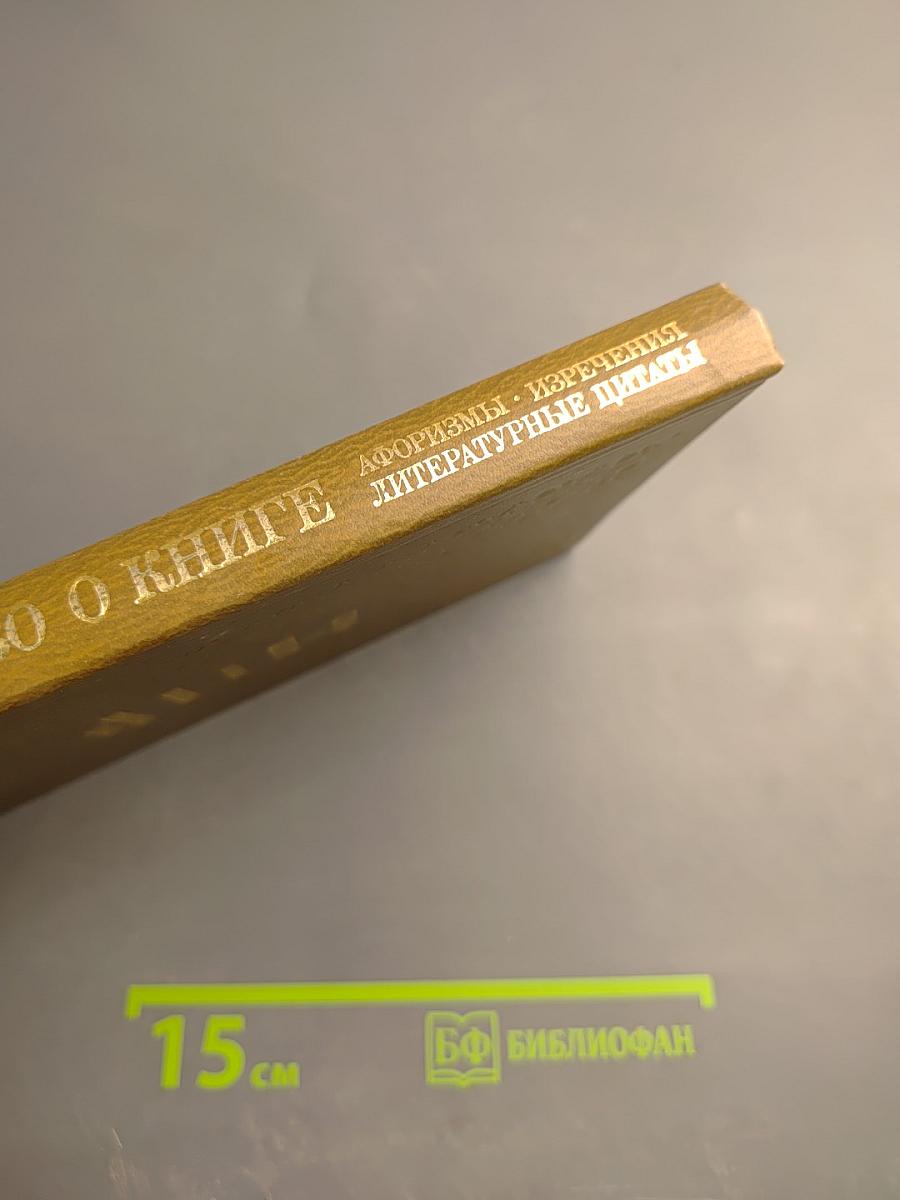 О КНИГЕ
АФОРИЗМЫ · ИЗРЕЧЕНИЯ
ЛИТЕРАТУРНЫЕ ЦИТАТЫ
15 см
БФ БИБЛИОФАН